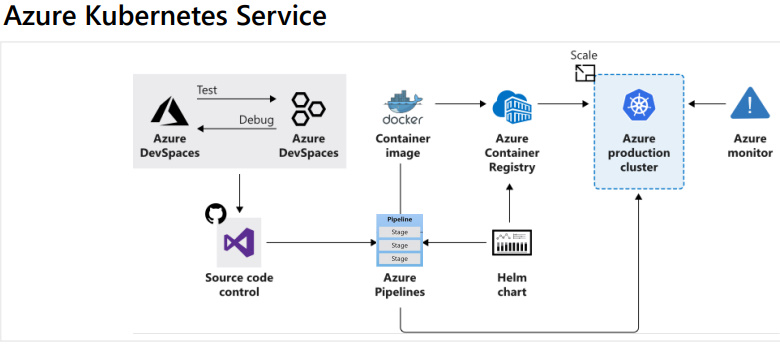 Azure Kubernetes Service
Scale
Test
Debug
Azure
DevSpaces
Azure
DevSpaces
docker
Container
image
Azure
Container
Registry
Azure
production
cluster
Azure
monitor
Pipeline
Stage
Stage
Stage
Source code
control
Azure
Pipelines
Helm
chart